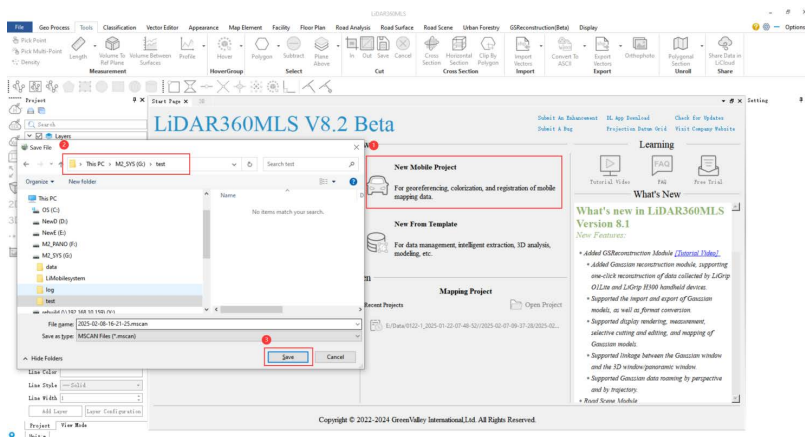 LiDAR360MLS
File Geo Process Tools Classification Vector Editor Appearance Map Element Facility Floor Plan Road Analysis Road Surface Road Scene Urban Forestry GSReconstruction(Beta) Display Options
Pick Point
Pick Multi-Point
Density
Length
Volume To Ref Plane
Volume Between Surfaces
Profile
Hover
Polygon
Subtract
Plane Above
In Out Save Cancel
Cross Section
Horizontal Section
Clip By Polygon
Import Vectors
Convert To ASCII
Export Vectors
Orthophoto
Polygonal Section
Share Data in LiCloud
Measurement HoverGroup Select Cut Cross Section Import Export Unroll Share
Project
Start Page
Setting
Search
Layers
LiDAR360MLS V8.2 Beta
Submit An Enhancement
Check for Updates
Submit A Bug
Projection Datum Grid
Visit Company Website
Save File
2
This PC > M2_SYS (G:) > test
Search test
Organize
New folder
This PC
OS (C:)
NewD (D:)
NewE (E:)
M2_PANO (F:)
M2_SYS (G:)
data
LiMobilesystem
log
test
Name
No items match your search.
File name: 2025-02-08-16-21-25.mscan
Save as type: MSCAN Files (*.mscan)
Hide Folders
3
Save
Cancel
1
New Mobile Project
For georeferencing, colorization, and registration of mobile mapping data.
New From Template
For data management, intelligent extraction, 3D analysis, modeling, etc.
Mapping Project
Recent Projects
Open Project
Learning
FAQ
Tutorial Video
FAQ
Free Trial
What's New
What's new in LiDAR360MLS
Version 8.1
New Features:
Added GSReconstruction Module [Tutorial Video]
Added Gaussian reconstruction module, supporting
one-click reconstruction of data collected by LiGrip
O1Lite and LiGrip H300 handheld devices.
Supported the import and export of Gaussian
models, as well as format conversion.
Supported display rendering, measurement,
selective cutting and editing, and mapping of
Gaussian models.
Supported linkage between the Gaussian window
and the 3D window/panoramic window.
Supported Gaussian data roaming by perspective
and by trajectory.
Road Scene Module
Line Color
Line Style Solid
Line Width 1
Add Layer
Layer Configuration
Project
View Mode
Unit
Copyright © 2022-2024 GreenValley International,Ltd. All Rights Reserved.